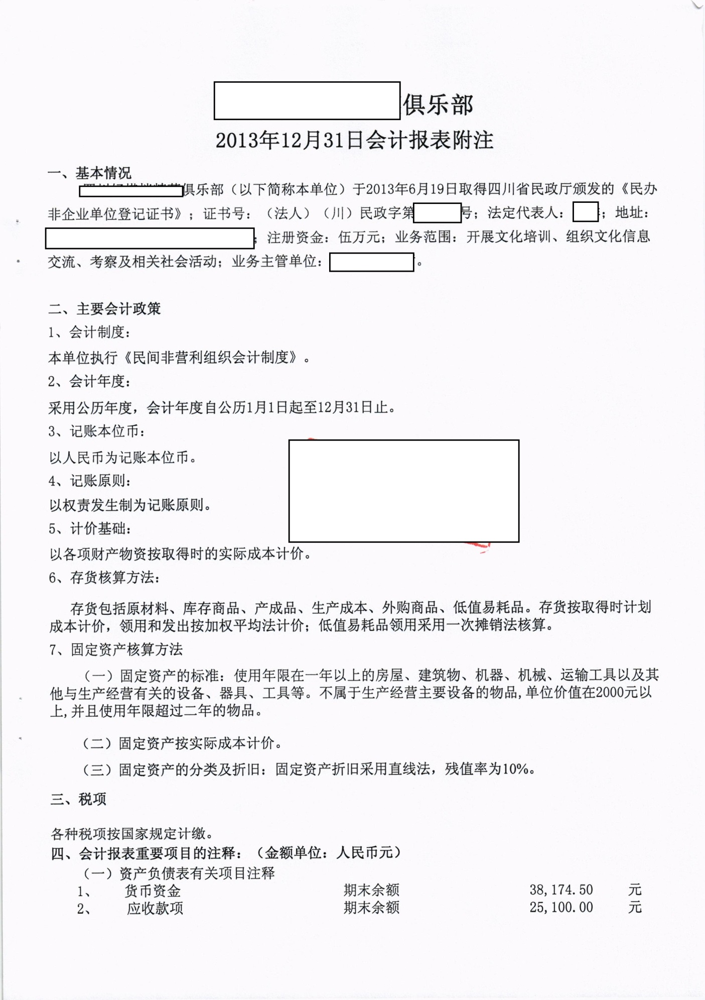 俱乐部
2013年12月31日会计报表附注
一、基本情况
俱乐部（以下简称本单位）于2013年6月19日取得四川省民政厅颁发的《民办
非企业单位登记证书》；证书号：（法人）（川）民政字第 号；法定代表人： ；地址：
；注册资金：伍万元；业务范围：开展文化培训、组织文化信息
交流、考察及相关社会活动；业务主管单位： 。
二、主要会计政策
1、会计制度：
本单位执行《民间非营利组织会计制度》。
2、会计年度：
采用公历年度，会计年度自公历1月1日起至12月31日止。
3、记账本位币：
以人民币为记账本位币。
4、记账原则：
以权责发生制为记账原则。
5、计价基础：
以各项财产物资按取得时的实际成本计价。
6、存货核算方法：
存货包括原材料、库存商品、产成品、生产成本、外购商品、低值易耗品。存货按取得时计划
成本计价，领用和发出按加权平均法计价；低值易耗品领用采用一次摊销法核算。
7、固定资产核算方法
（一）固定资产的标准：使用年限在一年以上的房屋、建筑物、机器、机械、运输工具以及其
他与生产经营有关的设备、器具、工具等。不属于生产经营主要设备的物品,单位价值在2000元以
上,并且使用年限超过二年的物品。
（二）固定资产按实际成本计价。
（三）固定资产的分类及折旧：固定资产折旧采用直线法，残值率为10%。
三、税项
各种税项按国家规定计缴。
四、会计报表重要项目的注释：（金额单位：人民币元）
（一）资产负债表有关项目注释
1、 货币资金 期末余额 38,174.50 元
2、 应收款项 期末余额 25,100.00 元